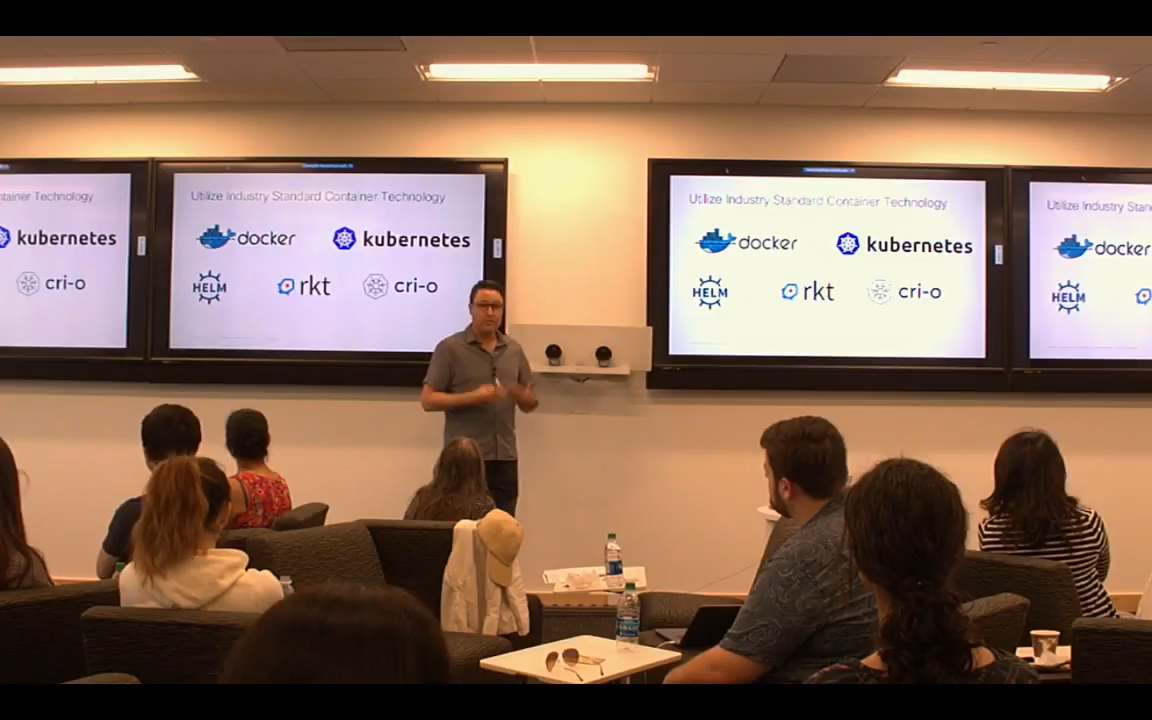 tainer Technology
kubernetes
cri-o
Utilize Industry Standard Container Technology
docker
kubernetes
HELM
rkt
cri-o
Utilize Industry Standard Container Technology
docker
kubernetes
HELM
rkt
cri-o
Utilize Industry Stan
docker
HELM